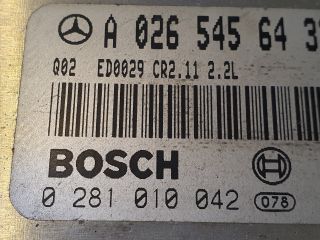 A 026 545 64 3
Q02 ED0029 CR2.11 2.2L
BOSCH
0 281 010 042 078